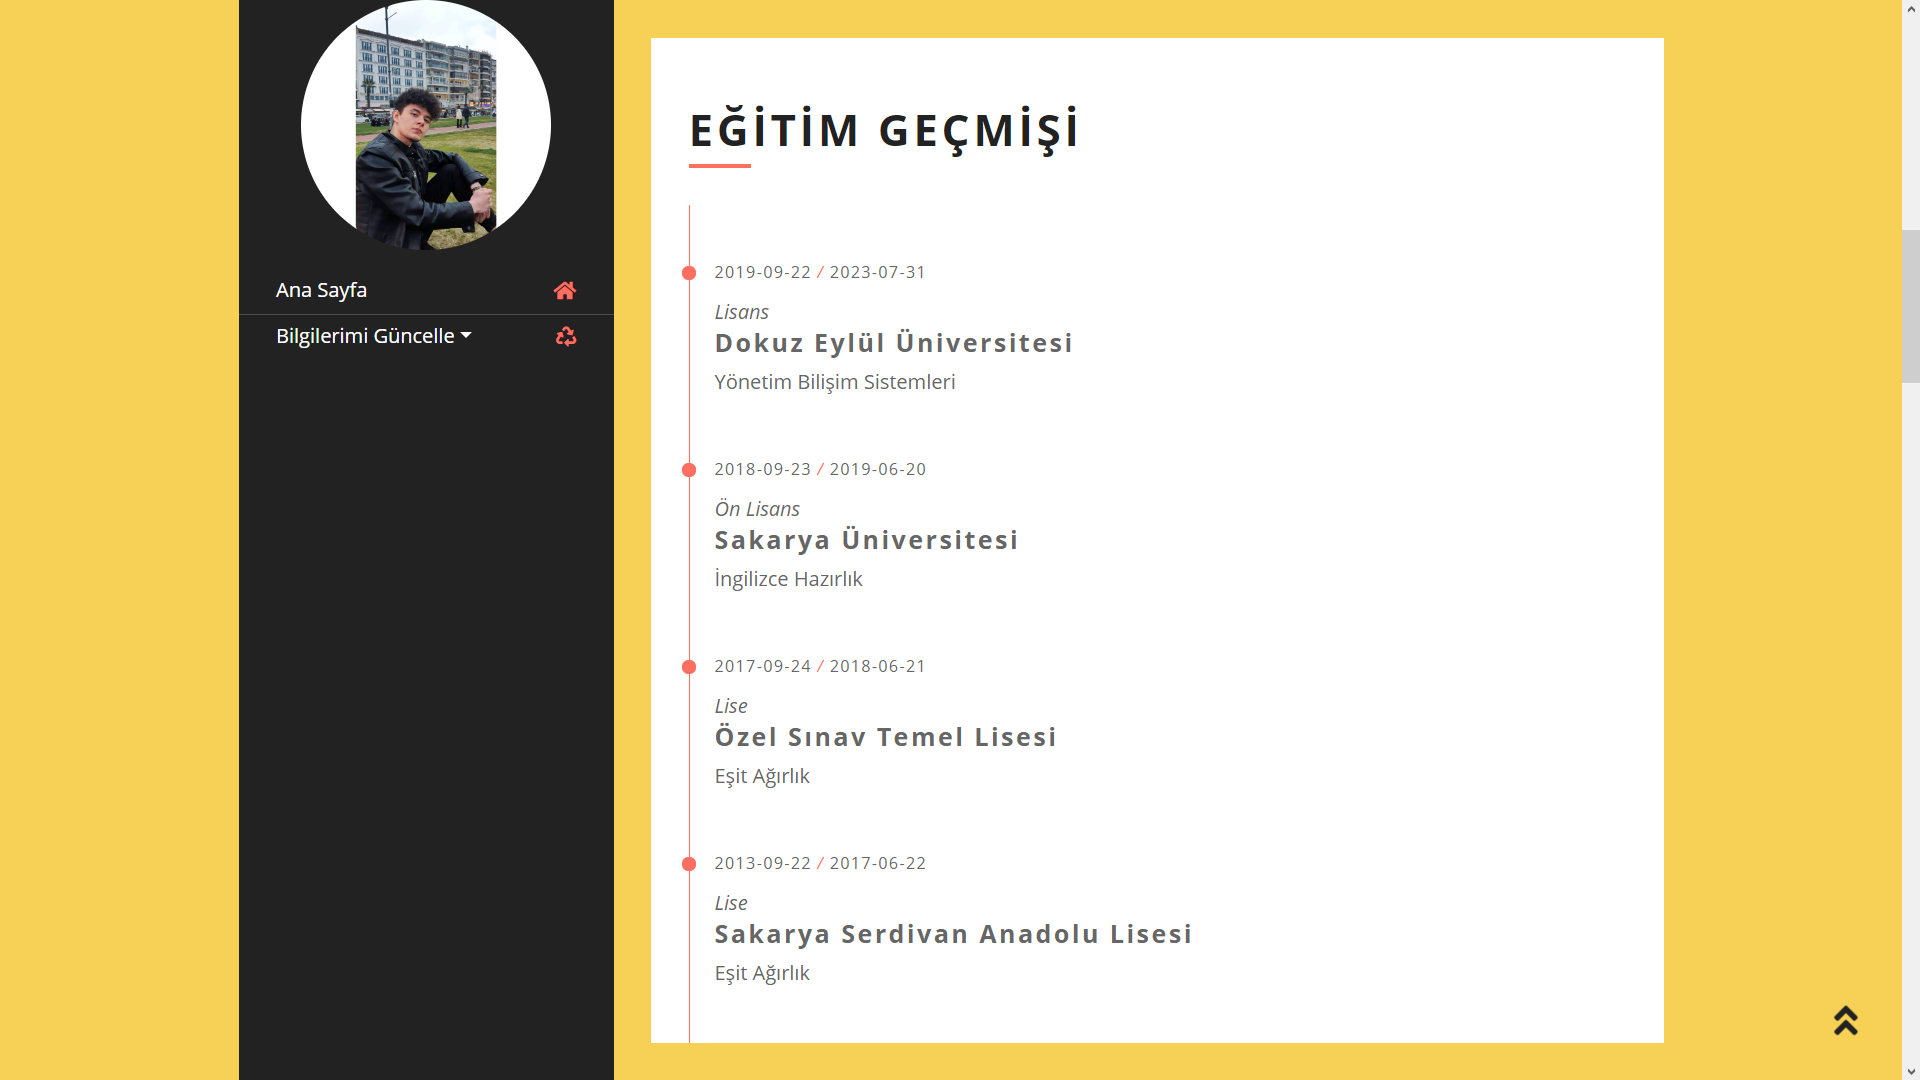 Ana Sayfa
Bilgilerimi Güncelle
EĞİTİM GEÇMİŞİ
2019-09-22 / 2023-07-31
Lisans
Dokuz Eylül Üniversitesi
Yönetim Bilişim Sistemleri
2018-09-23 / 2019-06-20
Ön Lisans
Sakarya Üniversitesi
İngilizce Hazırlık
2017-09-24 / 2018-06-21
Lise
Özel Sınav Temel Lisesi
Eşit Ağırlık
2013-09-22 / 2017-06-22
Lise
Sakarya Serdivan Anadolu Lisesi
Eşit Ağırlık